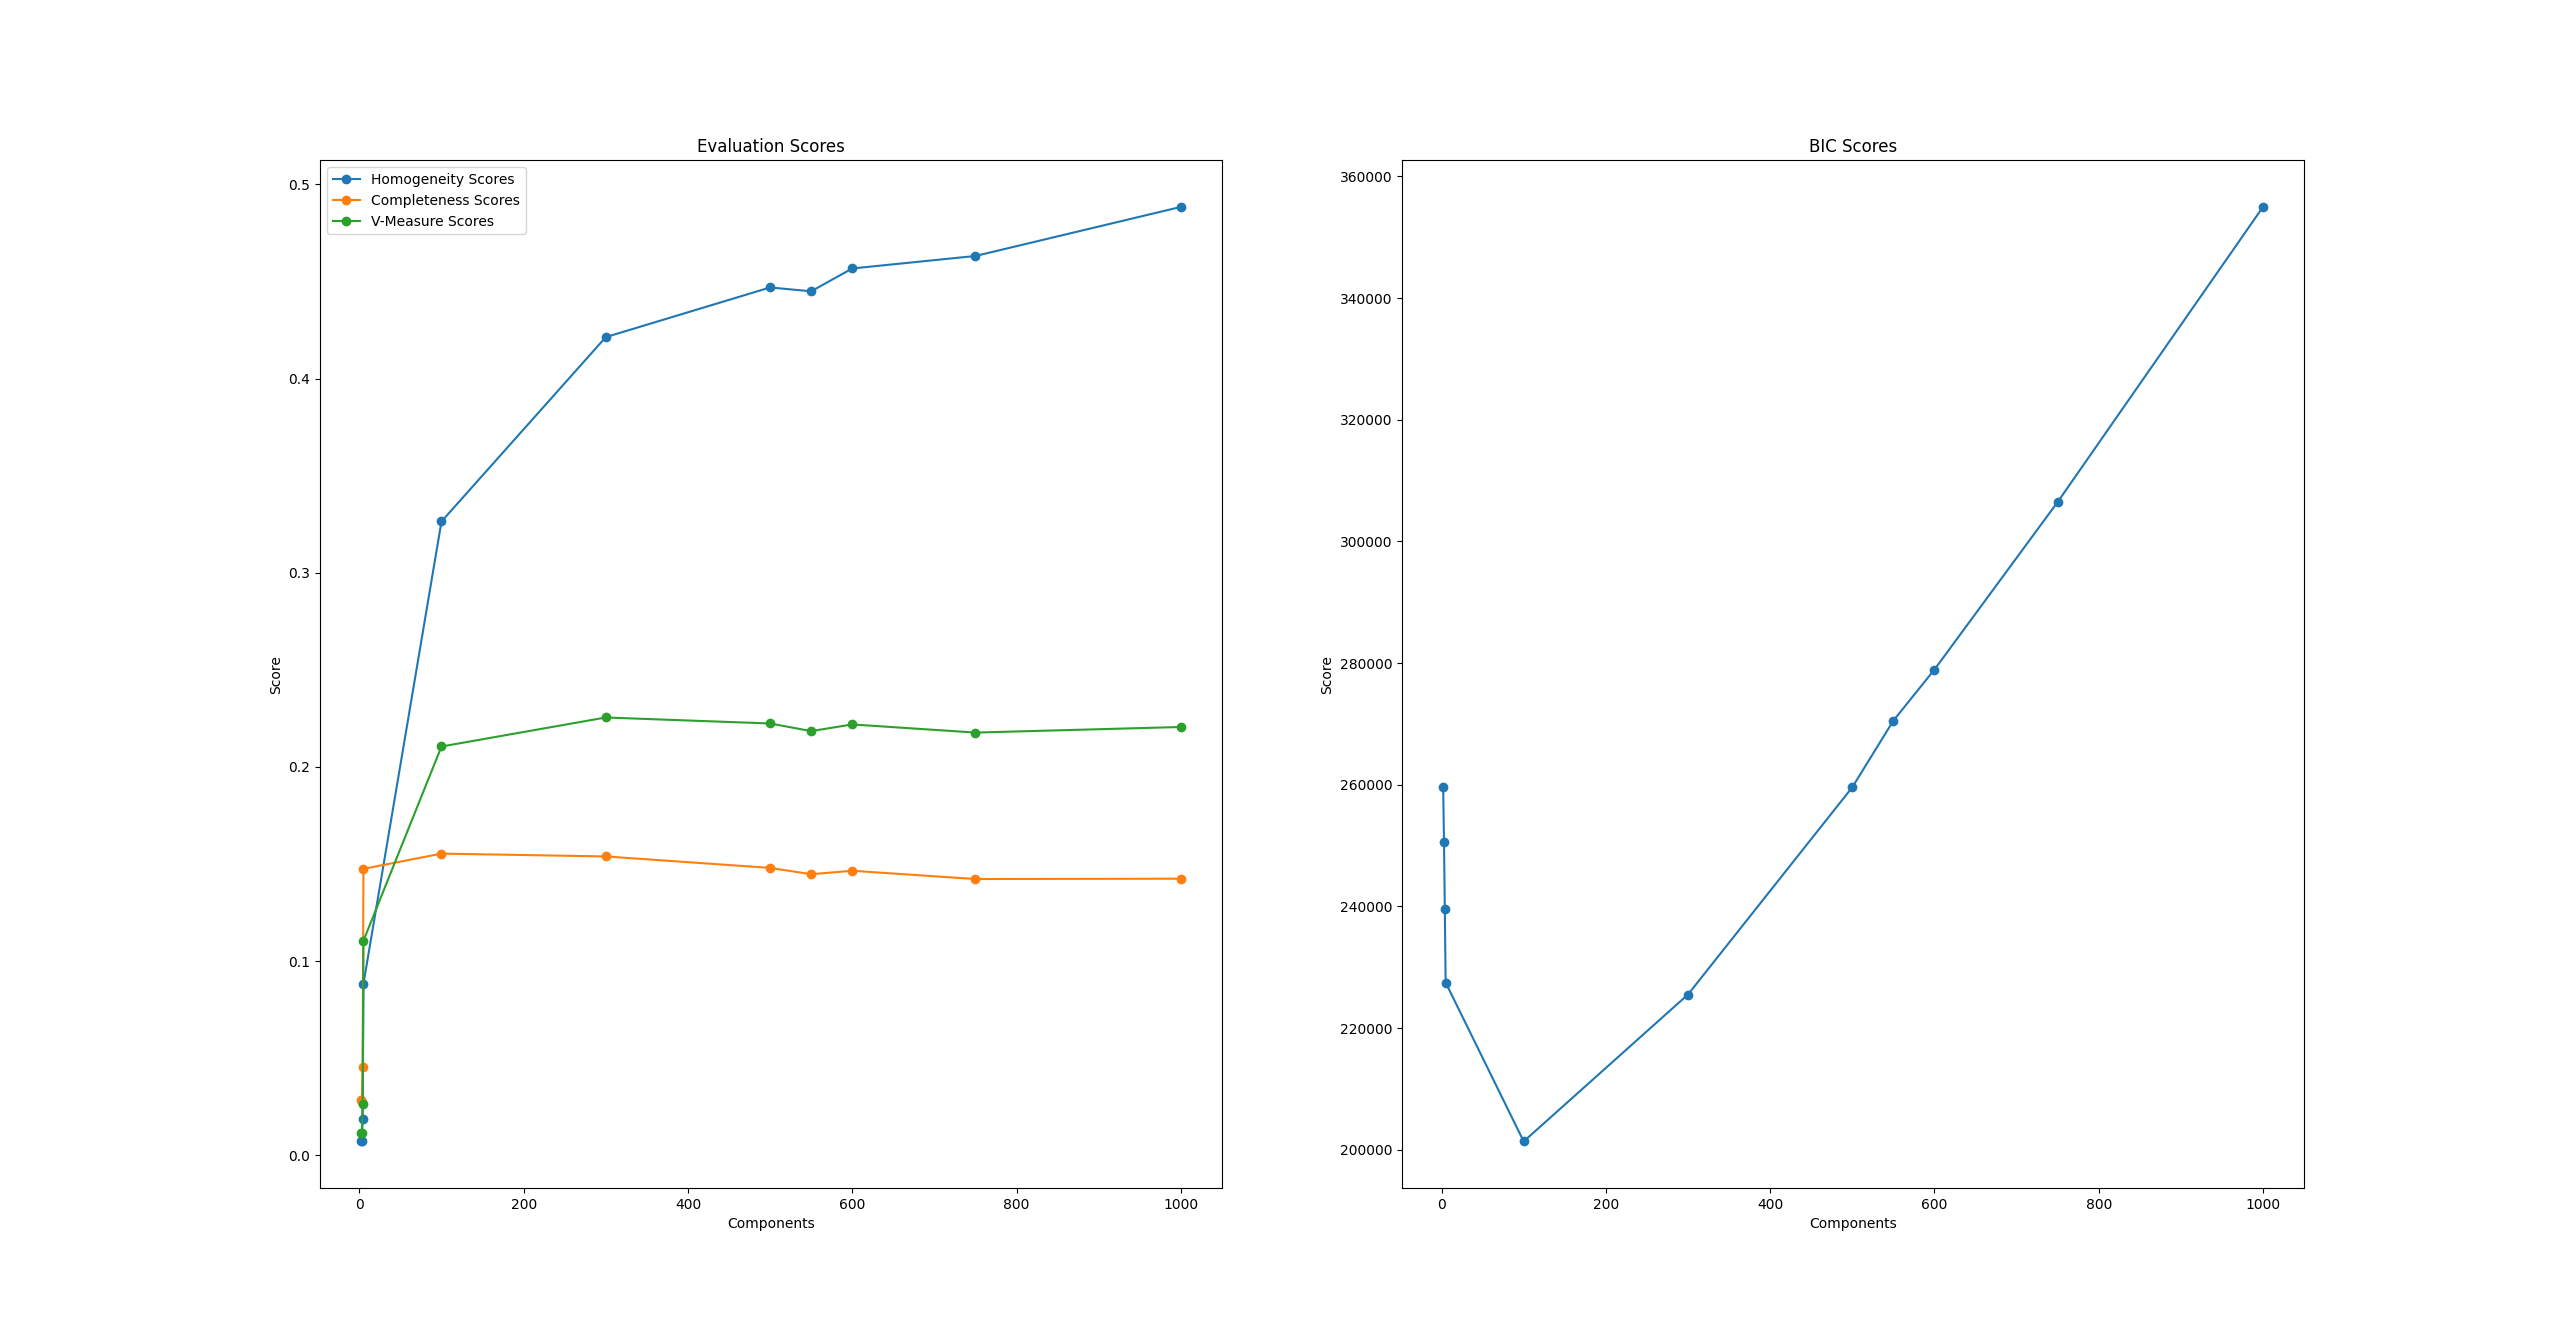 Evaluation Scores
Homogeneity Scores
Completeness Scores
V-Measure Scores
0.5
0.4
0.3
0.2
0.1
0.0
Score
0 200 400 600 800 1000
Components
BIC Scores
360000
340000
320000
300000
280000
260000
240000
220000
200000
Score
0 200 400 600 800 1000
Components